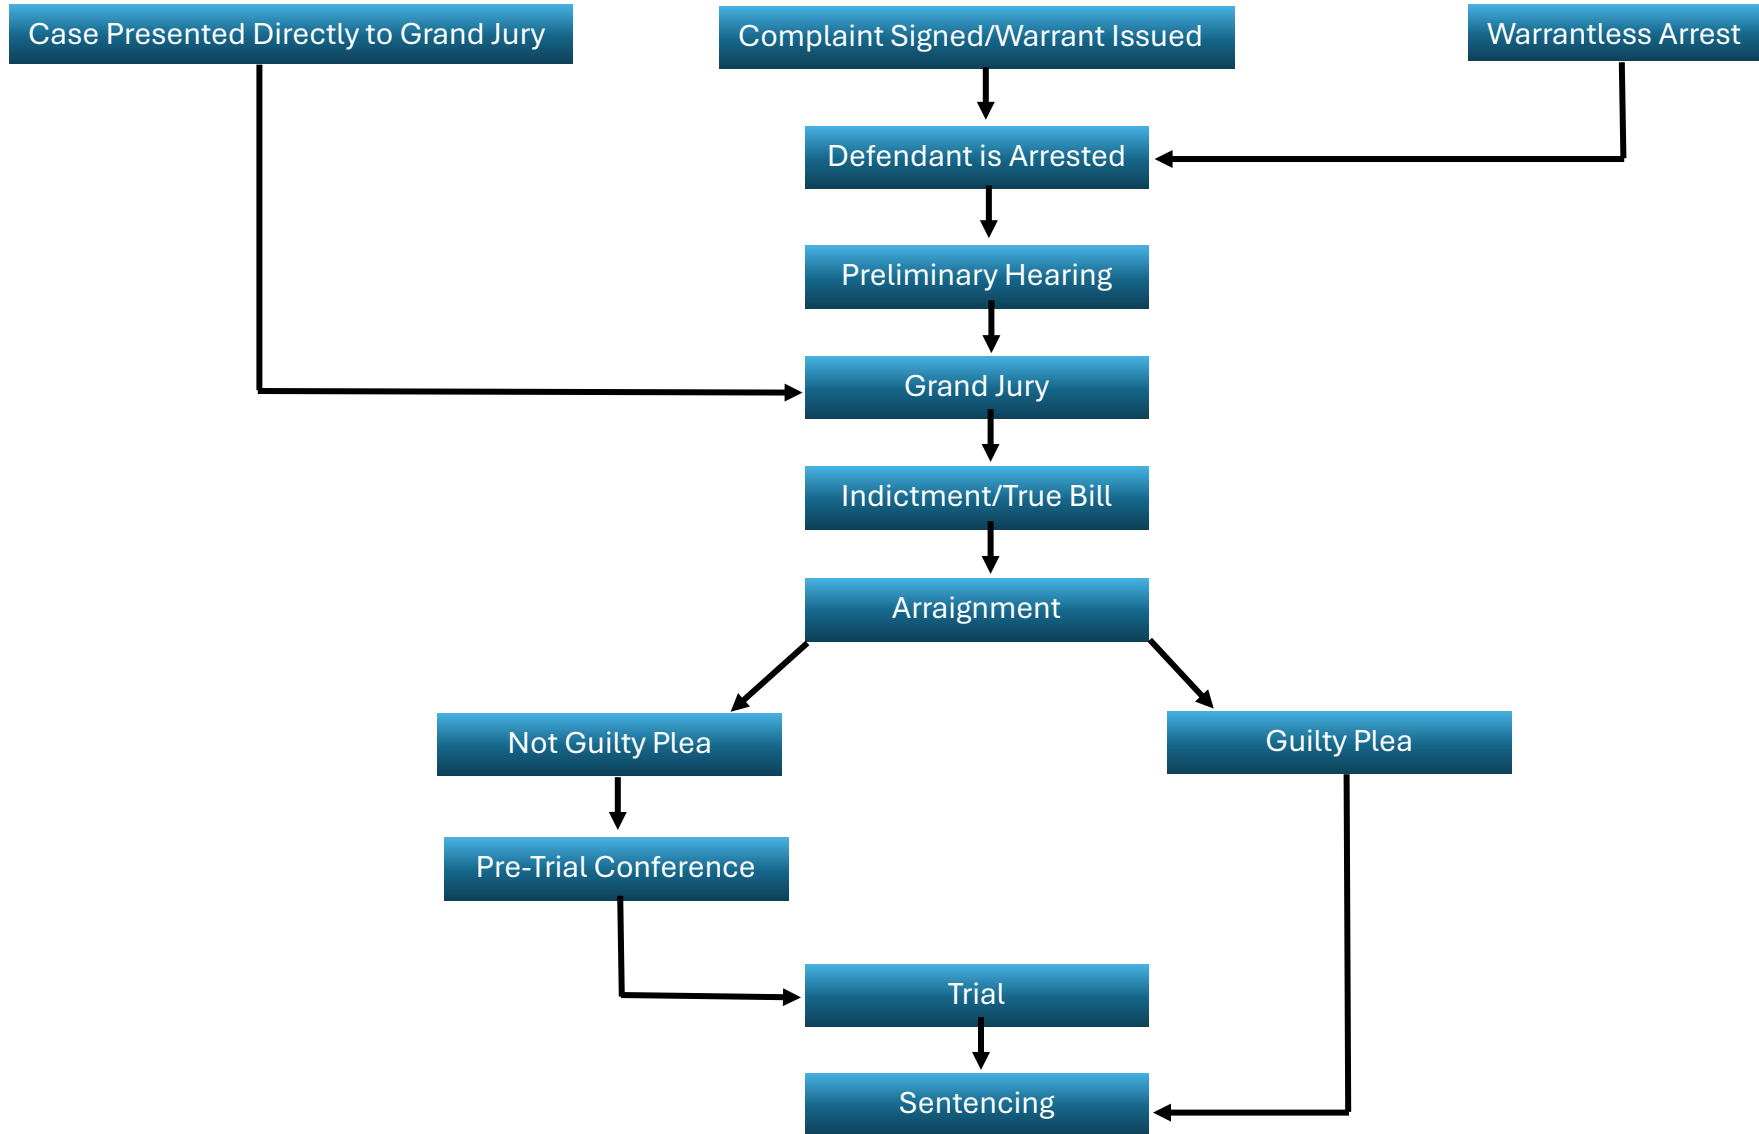 Case Presented Directly to Grand Jury
Complaint Signed/Warrant Issued
Warrantless Arrest
Defendant is Arrested
Preliminary Hearing
Grand Jury
Indictment/True Bill
Arraignment
Not Guilty Plea
Guilty Plea
Pre-Trial Conference
Trial
Sentencing